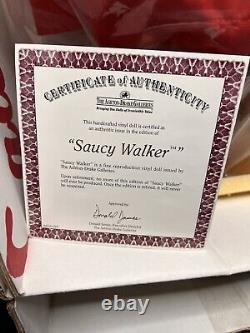 CERTIFICATE of AUTHENTICITY
THE ASHTON-DRAKE GALLERIES
This handcrafted vinyl doll is certified as
an authentic issue in the edition of
"Saucy Walker™"
"Saucy Walker" is a fine reproduction vinyl doll issued by
The Ashton-Drake Galleries.
Upon retirement, no more of this edition of "Saucy Walker"
will ever be produced. Once the edition is retired, it will
never be reopened.
Approved by: